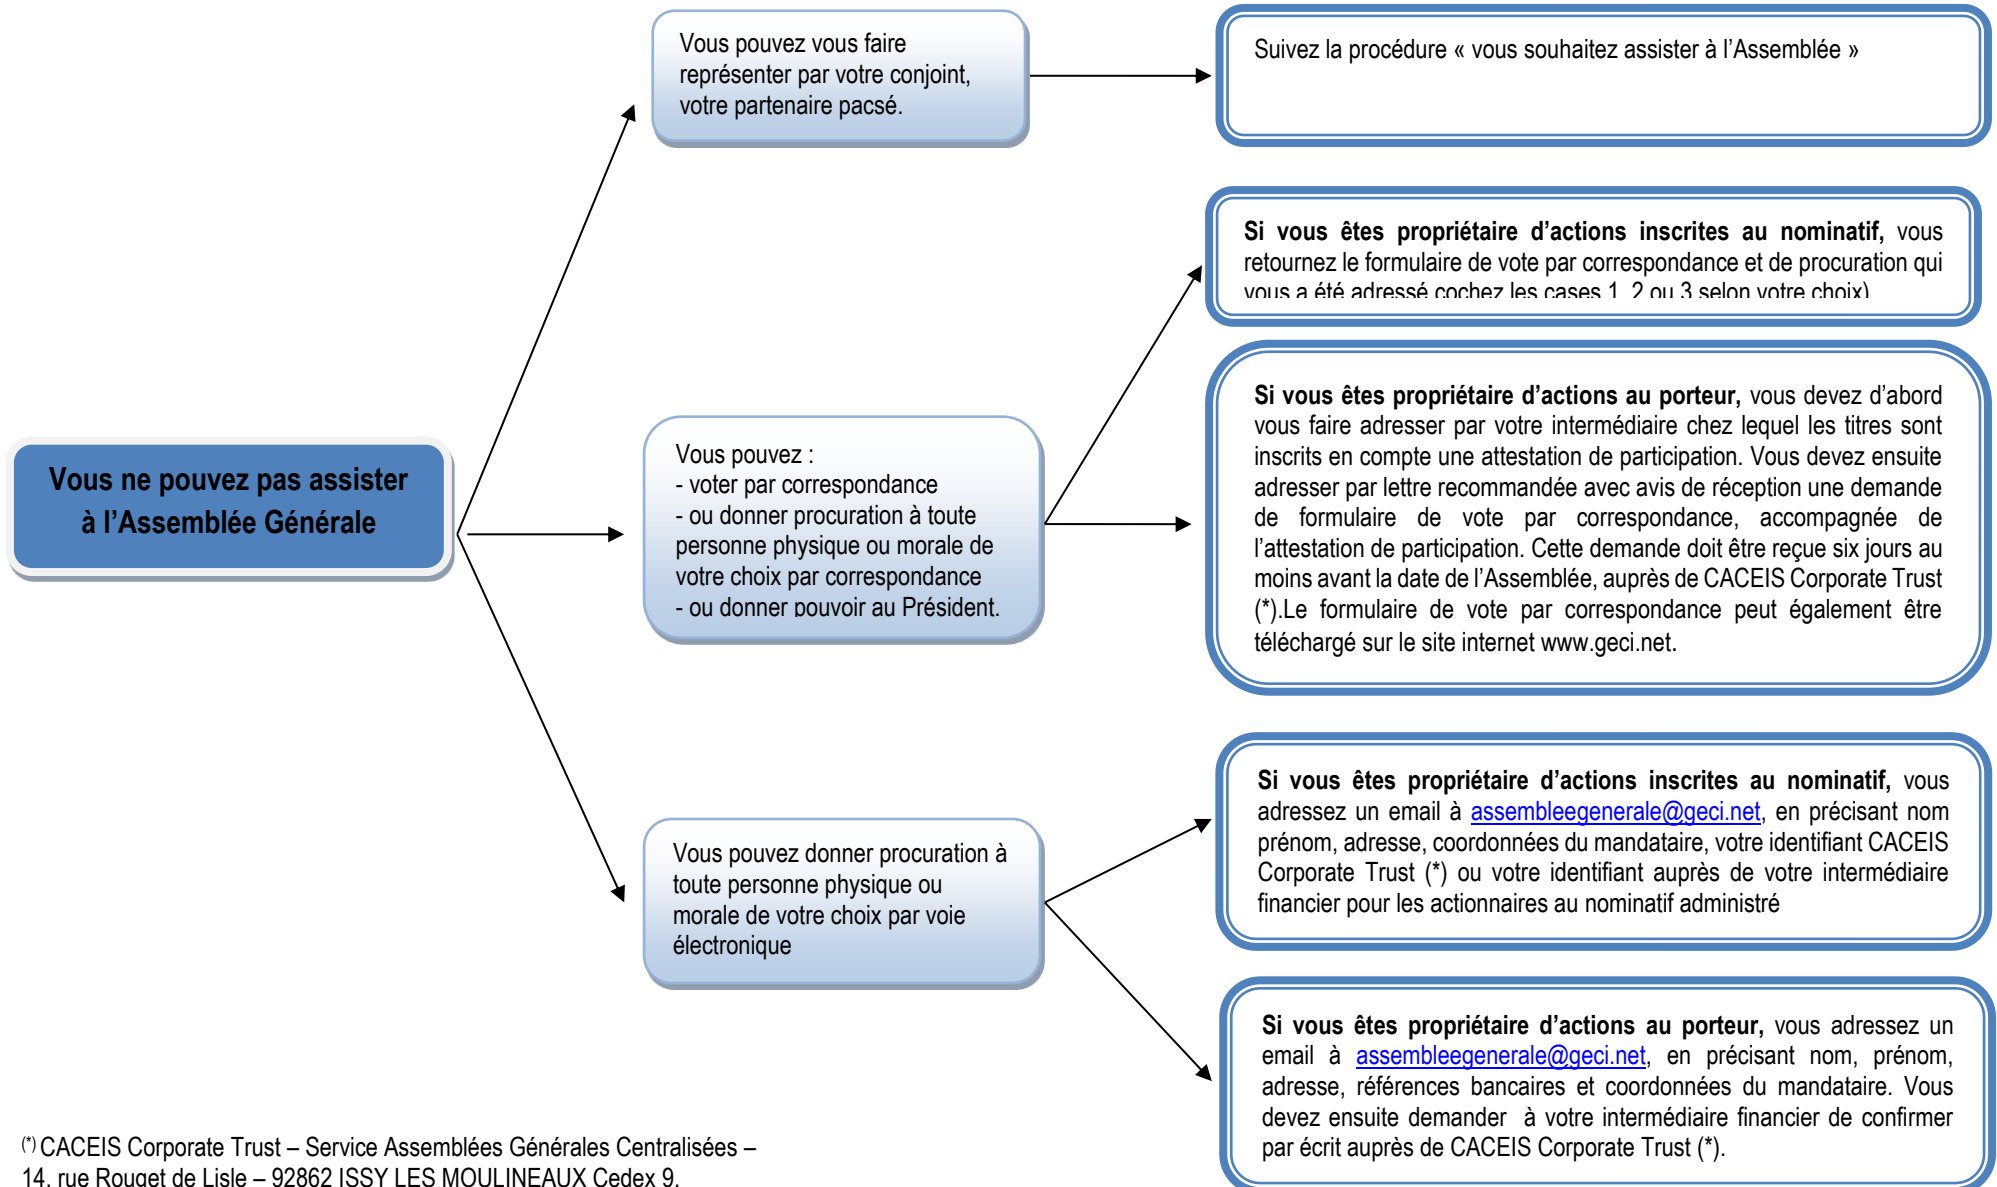 Vous pouvez vous faire
représenter par votre conjoint,
votre partenaire pacsé.
Suivez la procédure « vous souhaitez assister à l'Assemblée »
Si vous êtes propriétaire d'actions inscrites au nominatif, vous
retournez le formulaire de vote par correspondance et de procuration qui
vous a été adressé cochez les cases 1, 2 ou 3 selon votre choix)
Vous ne pouvez pas assister
à l'Assemblée Générale
Vous pouvez :
- voter par correspondance
- ou donner procuration à toute
personne physique ou morale de
votre choix par correspondance
- ou donner pouvoir au Président.
Si vous êtes propriétaire d'actions au porteur, vous devez d'abord
vous faire adresser par votre intermédiaire chez lequel les titres sont
inscrits en compte une attestation de participation. Vous devez ensuite
adresser par lettre recommandée avec avis de réception une demande
de formulaire de vote par correspondance, accompagnée de
l'attestation de participation. Cette demande doit être reçue six jours au
moins avant la date de l'Assemblée, auprès de CACEIS Corporate Trust
(*).Le formulaire de vote par correspondance peut également être
téléchargé sur le site internet www.geci.net.
Vous pouvez donner procuration à
toute personne physique ou
morale de votre choix par voie
électronique
Si vous êtes propriétaire d'actions inscrites au nominatif, vous
adressez un email à assembleegenerale@geci.net, en précisant nom
prénom, adresse, coordonnées du mandataire, votre identifiant CACEIS
Corporate Trust (*) ou votre identifiant auprès de votre intermédiaire
financier pour les actionnaires au nominatif administré
Si vous êtes propriétaire d'actions au porteur, vous adressez un
email à assembleegenerale@geci.net, en précisant nom, prénom,
adresse, références bancaires et coordonnées du mandataire. Vous
devez ensuite demander à votre intermédiaire financier de confirmer
par écrit auprès de CACEIS Corporate Trust (*).
(*) CACEIS Corporate Trust – Service Assemblées Générales Centralisées –
14, rue Rouget de Lisle – 92862 ISSY LES MOULINEAUX Cedex 9.